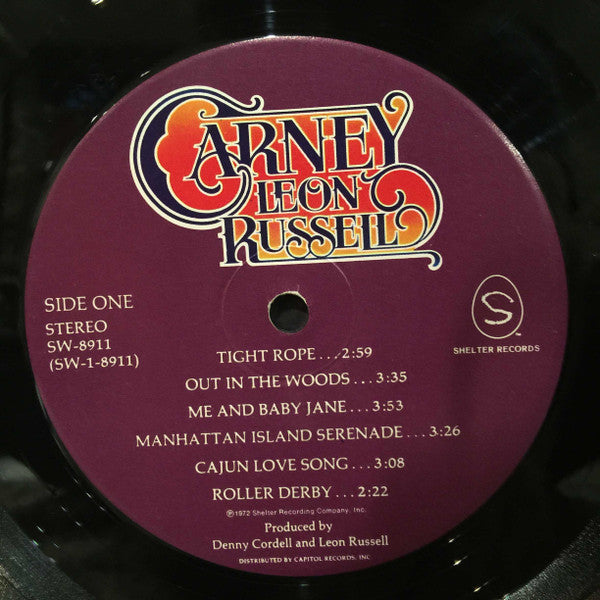 CARNEY
LEON
RUSSELL
SIDE ONE
STEREO
SW-8911
(SW-1-8911)
S
SHELTER RECORDS
TIGHT ROPE...2:59
OUT IN THE WOODS...3:35
ME AND BABY JANE...3:53
MANHATTAN ISLAND SERENADE...3:26
CAJUN LOVE SONG...3:08
ROLLER DERBY...2:22
℗1972 Shelter Recording Company, Inc.
Produced by
Denny Cordell and Leon Russell
DISTRIBUTED BY CAPITOL RECORDS, INC